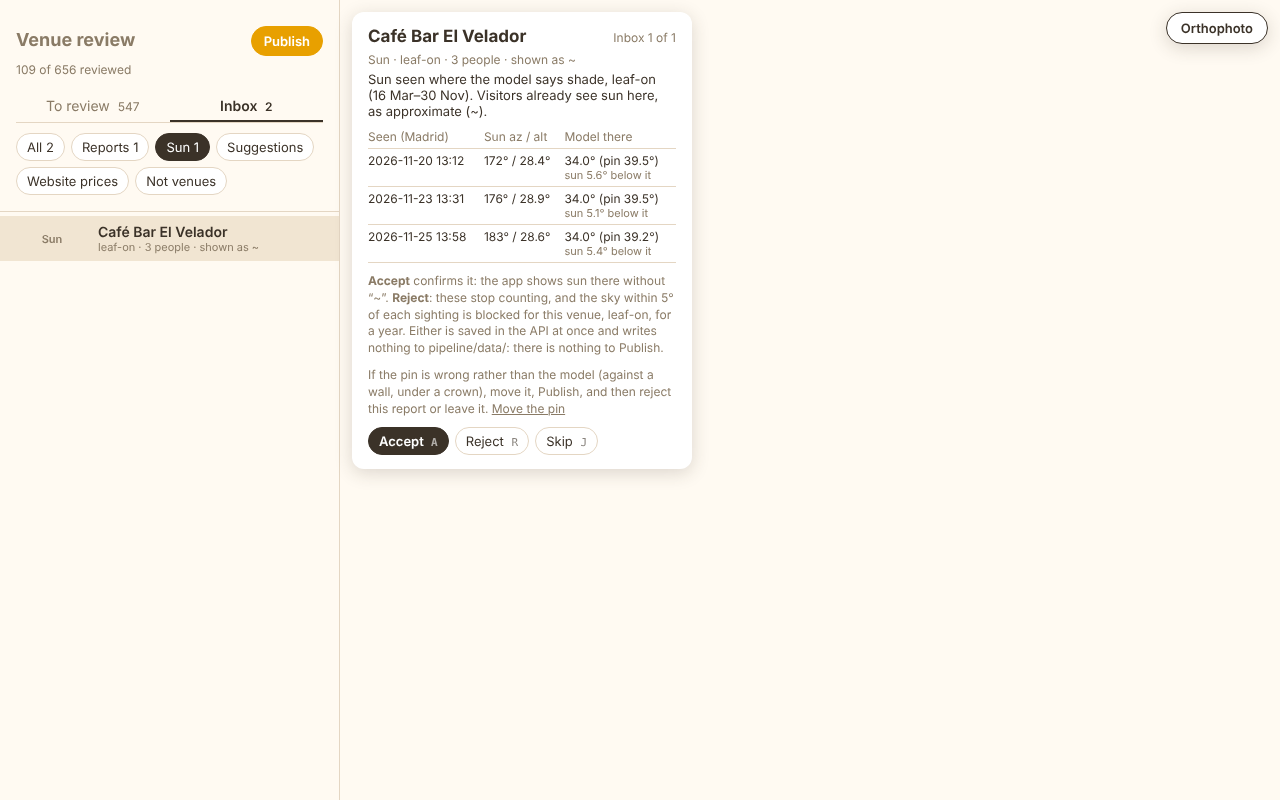 Venue review
Publish
109 of 656 reviewed
To review 547
Inbox 2
All 2
Reports 1
Sun 1
Suggestions
Website prices
Not venues
Sun
Café Bar El Velador
leaf-on · 3 people · shown as ~
Café Bar El Velador
Inbox 1 of 1
Sun · leaf-on · 3 people · shown as ~
Sun seen where the model says shade, leaf-on
(16 Mar–30 Nov). Visitors already see sun here,
as approximate (~).
Seen (Madrid) Sun az / alt Model there
2026-11-20 13:12 172° / 28.4° 34.0° (pin 39.5°)
sun 5.6° below it
2026-11-23 13:31 176° / 28.9° 34.0° (pin 39.5°)
sun 5.1° below it
2026-11-25 13:58 183° / 28.6° 34.0° (pin 39.2°)
sun 5.4° below it
Accept confirms it: the app shows sun there without
“~”. Reject: these stop counting, and the sky within 5°
of each sighting is blocked for this venue, leaf-on, for
a year. Either is saved in the API at once and writes
nothing to pipeline/data/: there is nothing to Publish.
If the pin is wrong rather than the model (against a
wall, under a crown), move it, Publish, and then reject
this report or leave it. Move the pin
Accept A
Reject R
Skip J
Orthophoto